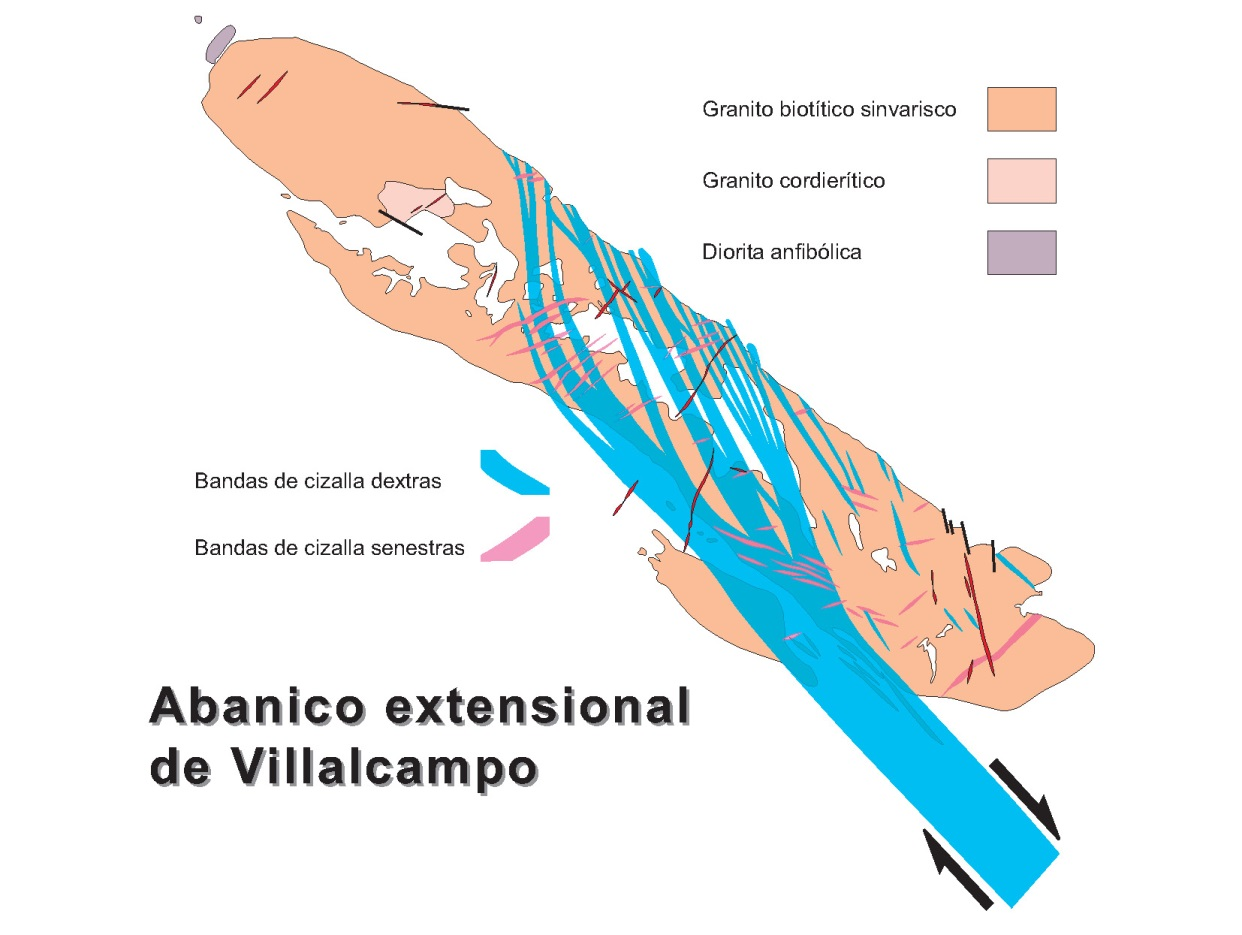 Granito biotítico sinvarisco
Granito cordierítico
Diorita anfibólica
Bandas de cizalla dextras
Bandas de cizalla senestras
Abanico extensional
de Villalcampo